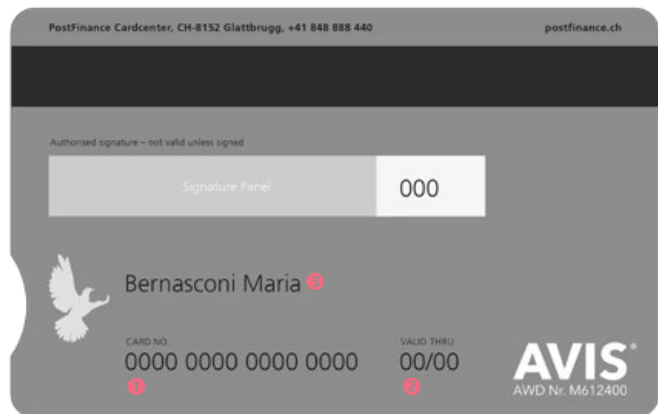 PostFinance Cardcenter, CH-8152 Glattbrugg, +41 848 888 440 postfinance.ch
Authorised signature – not valid unless signed
Signature Panel 000
Bernasconi Maria 3
CARD NO VALID THRU
0000 0000 0000 0000 00/00
1 2
AVIS®
AWD Nr. M612400